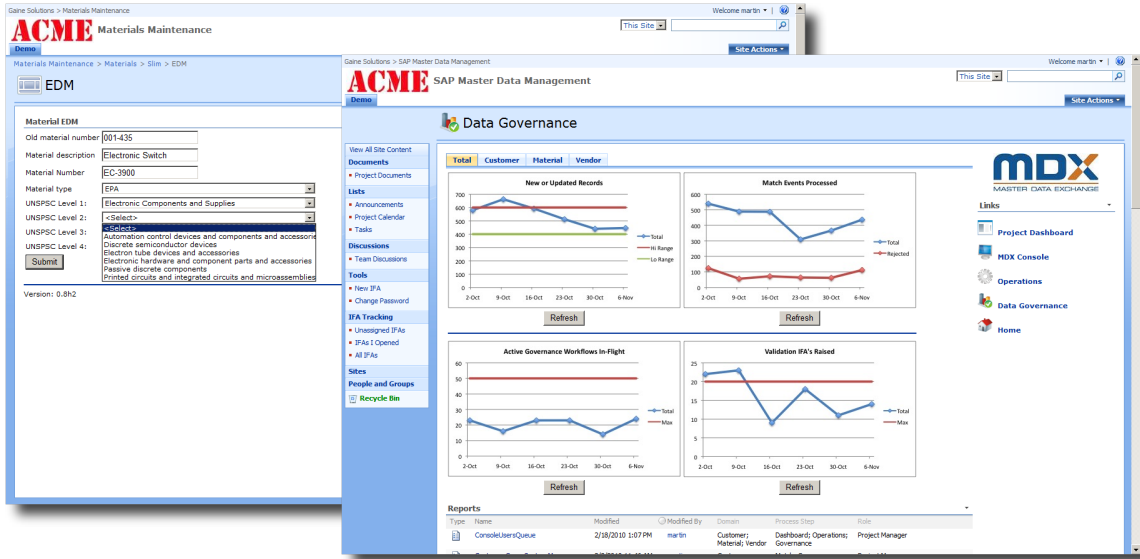 Gaine Solutions > Materials Maintenance
Welcome martin
ACME Materials Maintenance
This Site
Demo
Site Actions
Materials Maintenance > Materials > Slim > EDM
EDM
Material EDM
Old material number 001-435
Material description Electronic Switch
Material Number EC-3900
Material type EPA
UNSPSC Level 1: Electronic Components and Supplies
UNSPSC Level 2: <Select>
UNSPSC Level 3:
UNSPSC Level 4:
<Select>
Automation control devices and components and accessorie
Discrete semiconductor devices
Electron tube devices and accessories
Electronic hardware and component parts and accessories
Passive discrete components
Printed circuits and integrated circuits and microassemblies
Submit
Version: 0.8h2
Gaine Solutions > SAP Master Data Management
Welcome martin
ACME SAP Master Data Management
This Site
Demo
Site Actions
Data Governance
View All Site Content
Documents
Project Documents
Lists
Announcements
Project Calendar
Tasks
Discussions
Team Discussions
Tools
New IFA
Change Password
IFA Tracking
Unassigned IFAs
IFAs I Opened
All IFAs
Sites
People and Groups
Recycle Bin
Total Customer Material Vendor
New or Updated Records
700
600
500
400
300
200
100
0
2-Oct 9-Oct 16-Oct 23-Oct 30-Oct 6-Nov
Total
Hi Range
Lo Range
Refresh
Match Events Processed
600
500
400
300
200
100
0
2-Oct 9-Oct 16-Oct 23-Oct 30-Oct 6-Nov
Total
Rejected
Refresh
Active Governance Workflows In-Flight
60
50
40
30
20
10
0
2-Oct 9-Oct 16-Oct 23-Oct 30-Oct 6-Nov
Total
Max
Refresh
Validation IFA's Raised
25
20
15
10
5
0
2-Oct 9-Oct 16-Oct 23-Oct 30-Oct 6-Nov
Total
Max
Refresh
MDX
MASTER DATA EXCHANGE
Links
Project Dashboard
MDX Console
Operations
Data Governance
Home
Reports
Type Name Modified Modified By Domain Process Step Role
ConsoleUsersQueue 2/18/2010 1:07 PM martin Customer; Material; Vendor Dashboard; Operations; Governance Project Manager